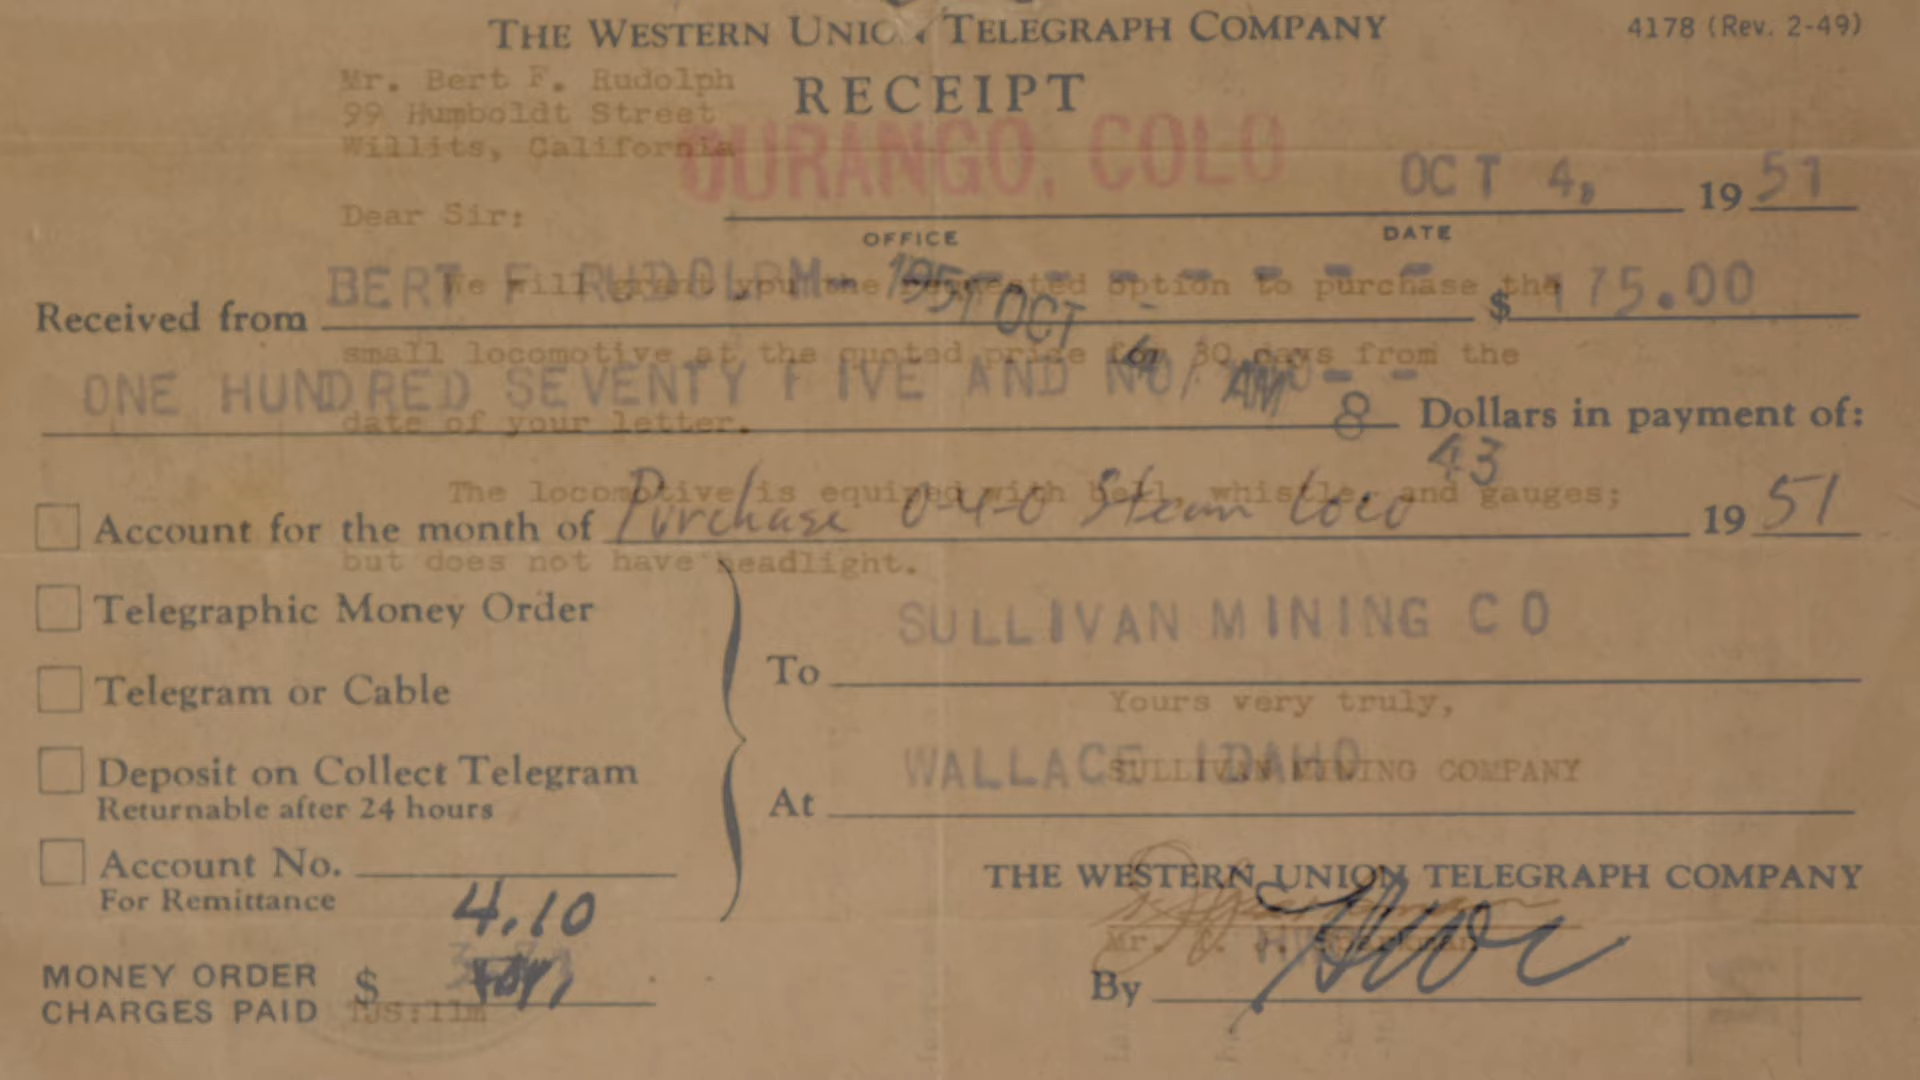 THE WESTERN UNION TELEGRAPH COMPANY
4178 (Rev. 2-49)
RECEIPT
Mr. Bert F. Rudolph
99 Humboldt Street
Willits, California
DURANGO, COLO
OCT 4, 1951
OFFICE DATE
Dear Sir:
Received from BERT F RUDOLPH - - - - - - - $ 175.00
We will grant you the requested option to purchase the
1951 OCT 4 AM 8 43
small locomotive at the quoted price for 30 days from the
ONE HUNDRED SEVENTY FIVE AND NO/ - - Dollars in payment of:
date of your letter.
The locomotive is equiped with bell, whistle, and gauges;
Account for the month of Purchase 0-4-0 Steam Loco 1951
but does not have headlight.
Telegraphic Money Order
To SULLIVAN MINING CO
Telegram or Cable
Yours very truly,
Deposit on Collect Telegram
Returnable after 24 hours
At WALLACE IDAHO
SULLIVAN MINING COMPANY
Account No.
For Remittance
THE WESTERN UNION TELEGRAPH COMPANY
4.10
MONEY ORDER
CHARGES PAID $
By